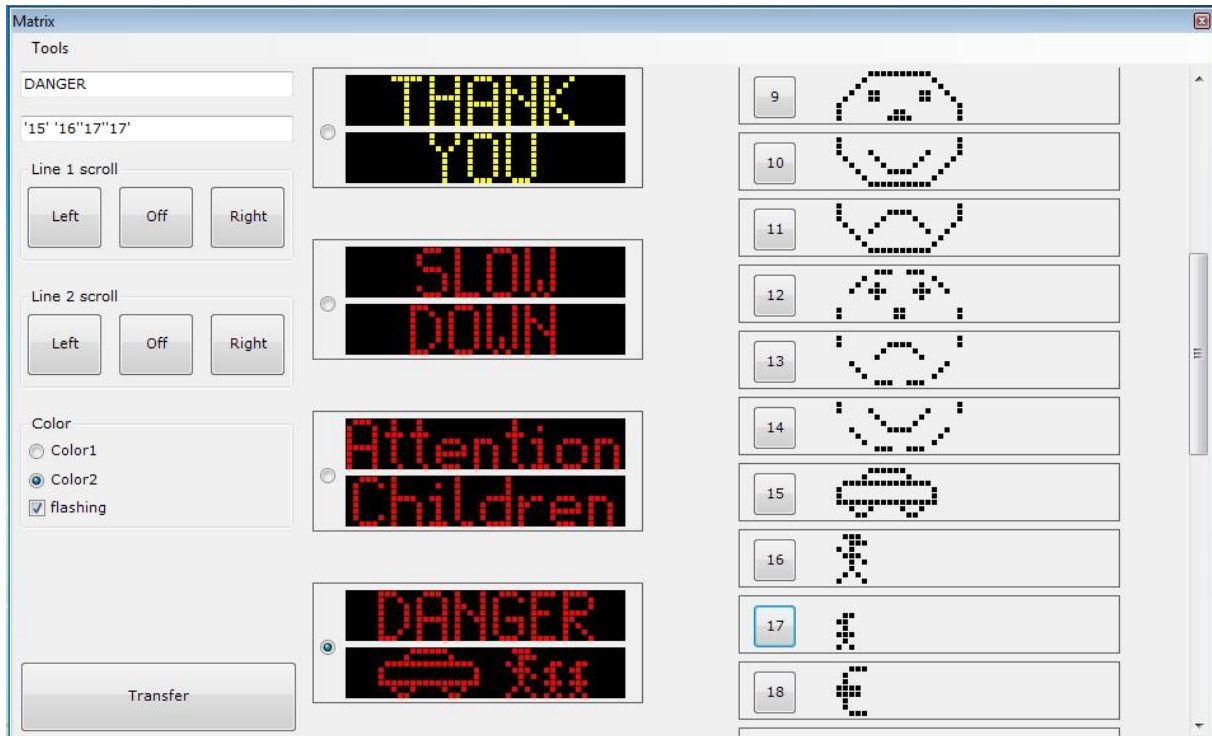 Matrix
Tools
DANGER
'15' '16''17''17'
Line 1 scroll
Left Off Right
Line 2 scroll
Left Off Right
Color
Color1
Color2
flashing
Transfer
THANK
YOU
SLOW
DOWN
Attention
Children
DANGER
9
10
11
12
13
14
15
16
17
18